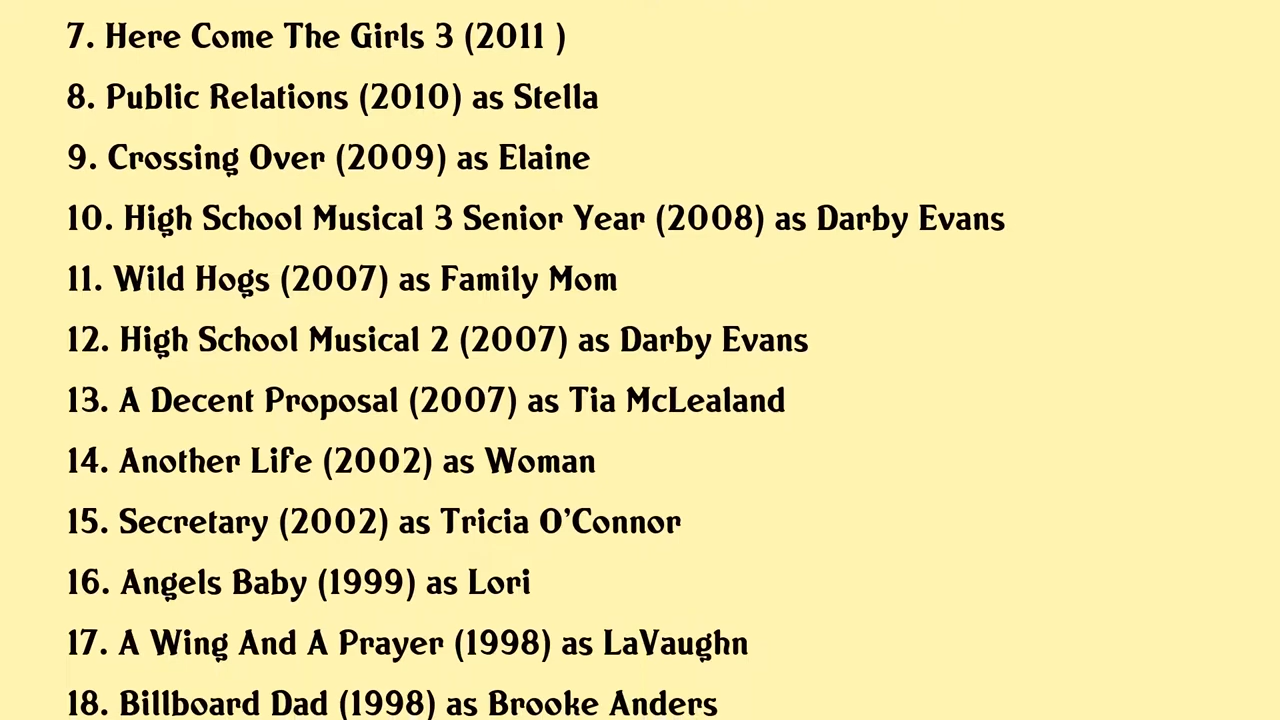 7. Here Come The Girls 3 (2011 )
8. Public Relations (2010) as Stella
9. Crossing Over (2009) as Elaine
10. High School Musical 3 Senior Year (2008) as Darby Evans
11. Wild Hogs (2007) as Family Mom
12. High School Musical 2 (2007) as Darby Evans
13. A Decent Proposal (2007) as Tia McLealand
14. Another Life (2002) as Woman
15. Secretary (2002) as Tricia O'Connor
16. Angels Baby (1999) as Lori
17. A Wing And A Prayer (1998) as LaVaughn
18. Billboard Dad (1998) as Brooke Anders